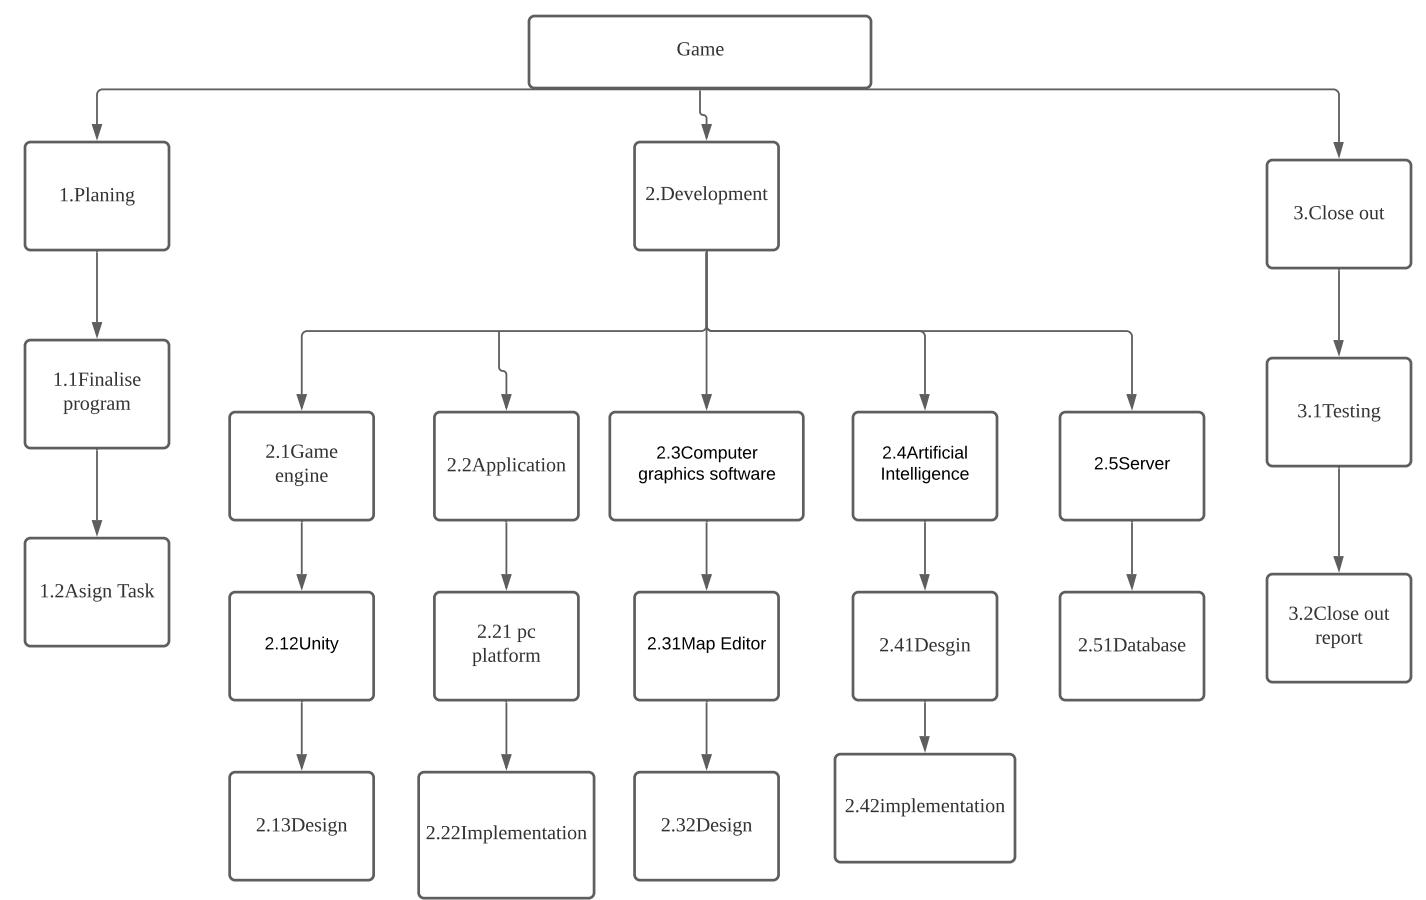 Game
1.Planing
2.Development
3.Close out
1.1Finalise
program
3.1Testing
2.1Game
engine
2.2Application
2.3Computer
graphics software
2.4Artificial
Intelligence
2.5Server
1.2Asign Task
2.12Unity
2.21 pc
platform
2.31Map Editor
2.41Desgin
2.51Database
3.2Close out
report
2.13Design
2.22Implementation
2.32Design
2.42implementation